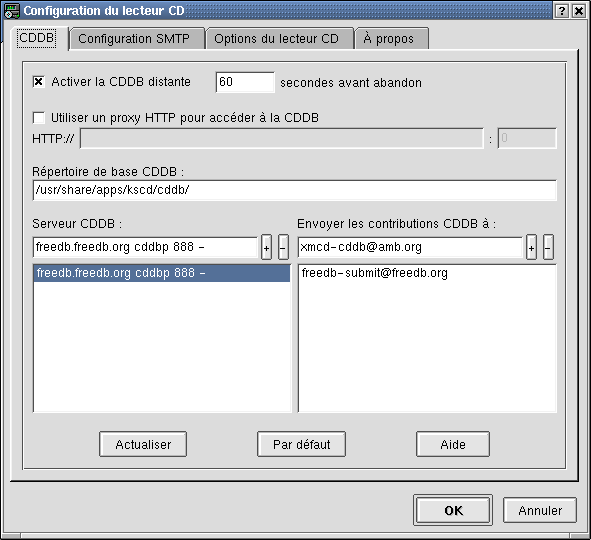 Configuration du lecteur CD ? ×
CDDB Configuration SMTP Options du lecteur CD À propos
Activer la CDDB distante 60 secondes avant abandon
Utiliser un proxy HTTP pour accéder à la CDDB
HTTP:// : 0
Répertoire de base CDDB :
/usr/share/apps/kscd/cddb/
Serveur CDDB : Envoyer les contributions CDDB à :
freedb.freedb.org cddbp 888 - + - xmcd-cddb@amb.org + -
freedb.freedb.org cddbp 888 - freedb-submit@freedb.org
Actualiser Par défaut Aide
OK Annuler